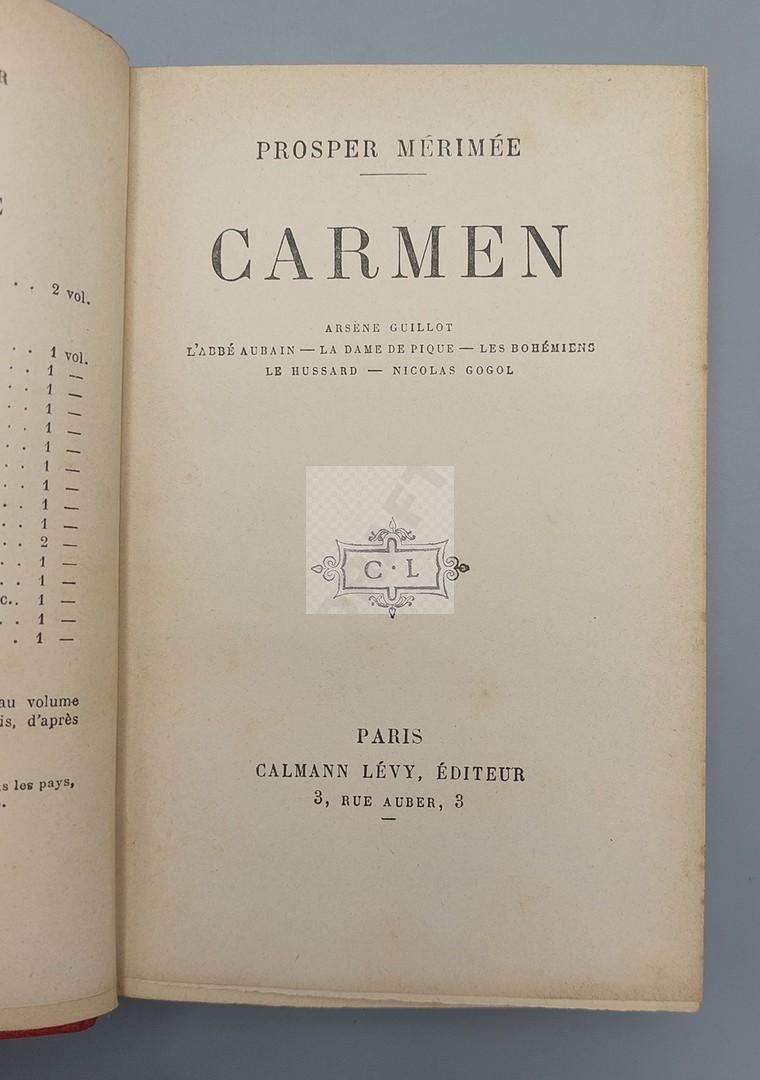 R
E
. . 2 vol.
. . 1 vol.
. . 1 —
. . 1 —
. . 1 —
. . 1 —
. . 1 —
. . 1 —
. . 1 —
. . 1 —
. . 1 —
. . 2 —
. . 1 —
. . 1 —
c.. 1 —
. . 1 —
. 1 —
au volume
is, d'après
s les pays,
.
PROSPER MÉRIMÉE
CARMEN
ARSÈNE GUILLOT
L'ABBÉ AUBAIN — LA DAME DE PIQUE — LES BOHÉMIENS
LE HUSSARD — NICOLAS GOGOL
C · L
PARIS
CALMANN LÉVY, ÉDITEUR
3, RUE AUBER, 3